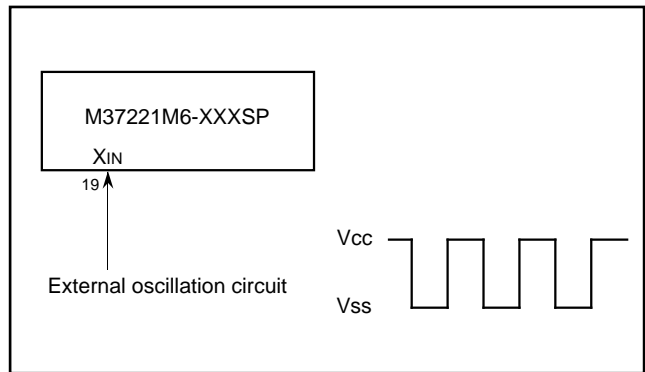 M37221M6-XXXSP
XIN
19
External oscillation circuit
Vcc
Vss